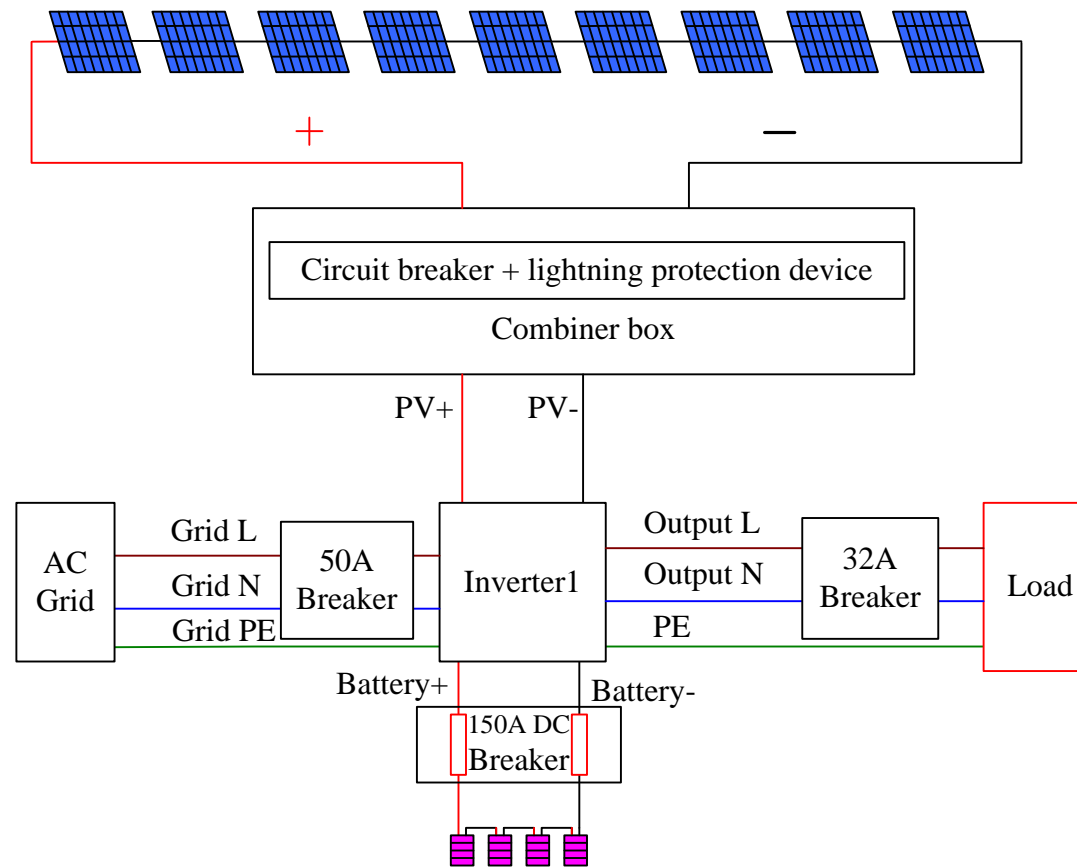 +
−
Circuit breaker + lightning protection device
Combiner box
PV+
PV-
AC
Grid
Grid L
Grid N
Grid PE
50A
Breaker
Inverter1
Output L
Output N
PE
32A
Breaker
Load
Battery+
Battery-
150A DC
Breaker